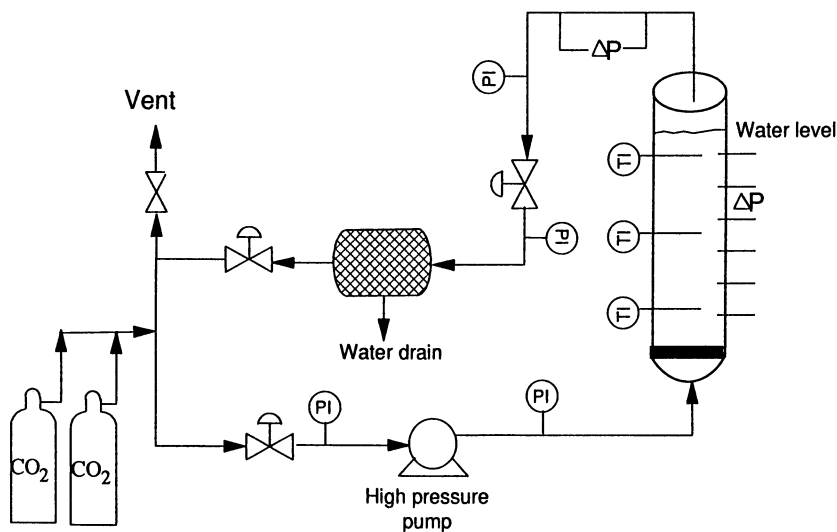 ΔP
PI
Vent
Water level
TI
ΔP
PI
TI
TI
Water drain
PI
PI
CO2
CO2
High pressure
pump